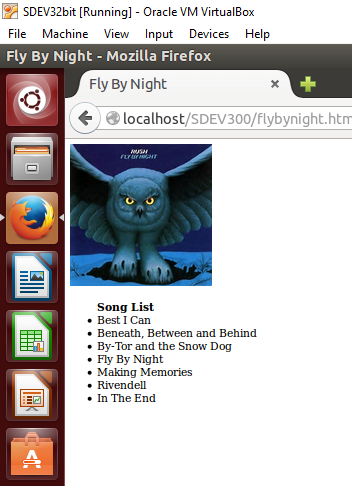 SDEV32bit [Running] - Oracle VM VirtualBox
File Machine View Input Devices Help
Fly By Night - Mozilla Firefox
Fly By Night
localhost/SDEV300/flybynight.htm
RUSH
FLY BY NIGHT
Song List
Best I Can
Beneath, Between and Behind
By-Tor and the Snow Dog
Fly By Night
Making Memories
Rivendell
In The End